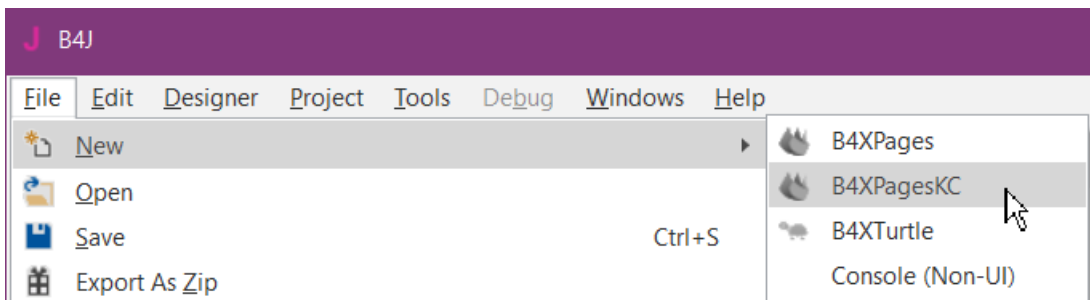 J B4J
File Edit Designer Project Tools Debug Windows Help
New B4XPages
Open B4XPagesKC
Save Ctrl+S B4XTurtle
Export As Zip Console (Non-UI)